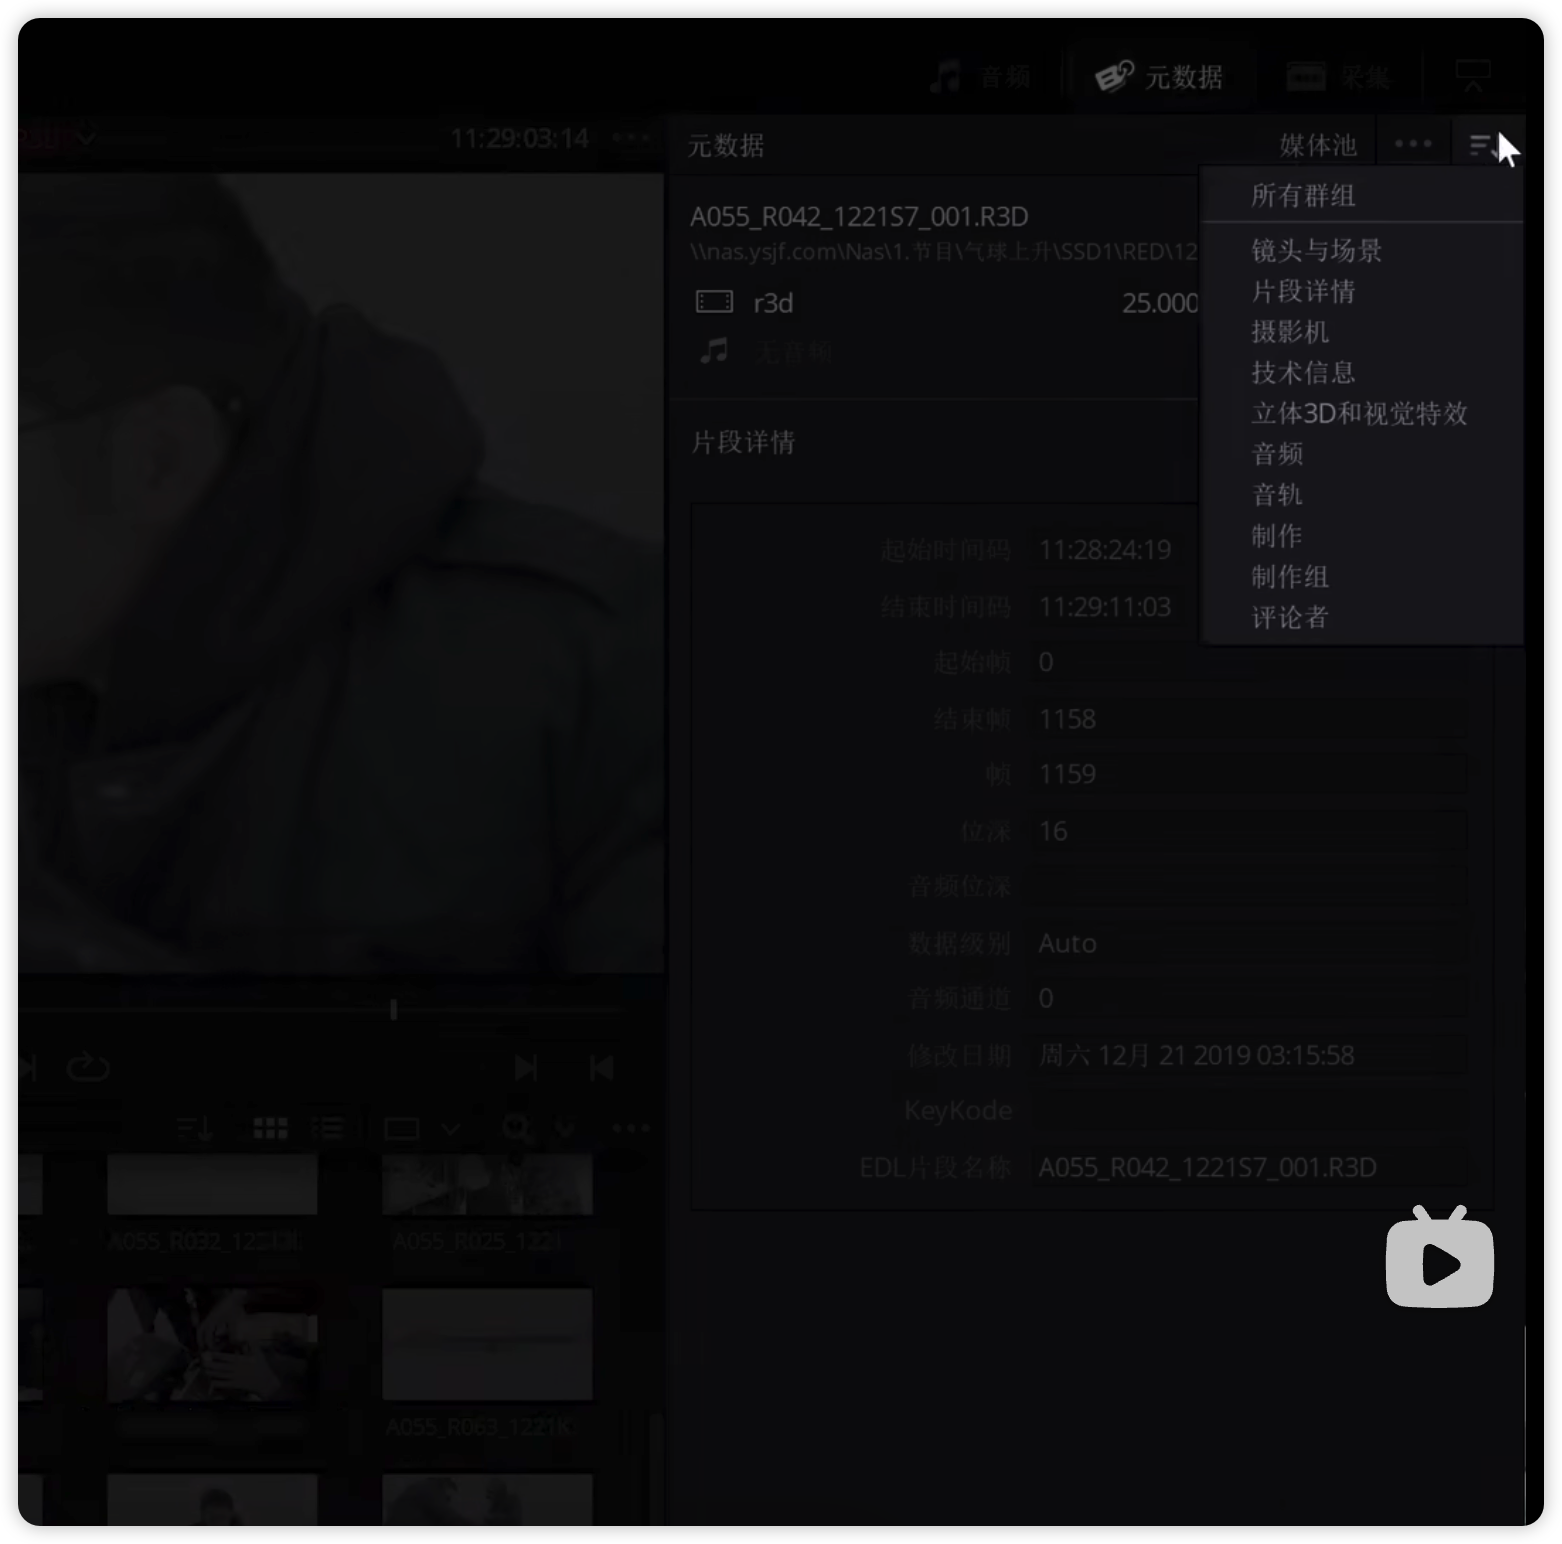 音频
元数据
采集
11:29:03:14
元数据
媒体池
A055_R042_1221S7_001.R3D
\\nas.ysjf.com\Nas\1.节目\气球上升\SSD1\RED\12
r3d
25.000
无音频
片段详情
所有群组
镜头与场景
片段详情
摄影机
技术信息
立体3D和视觉特效
音频
音轨
制作
制作组
评论者
起始时间码 11:28:24:19
结束时间码 11:29:11:03
起始帧 0
结束帧 1158
帧 1159
位深 16
音频位深
数据级别 Auto
音频通道 0
修改日期 周六 12月 21 2019 03:15:58
KeyKode
EDL片段名称 A055_R042_1221S7_001.R3D
A055_R063_1221K